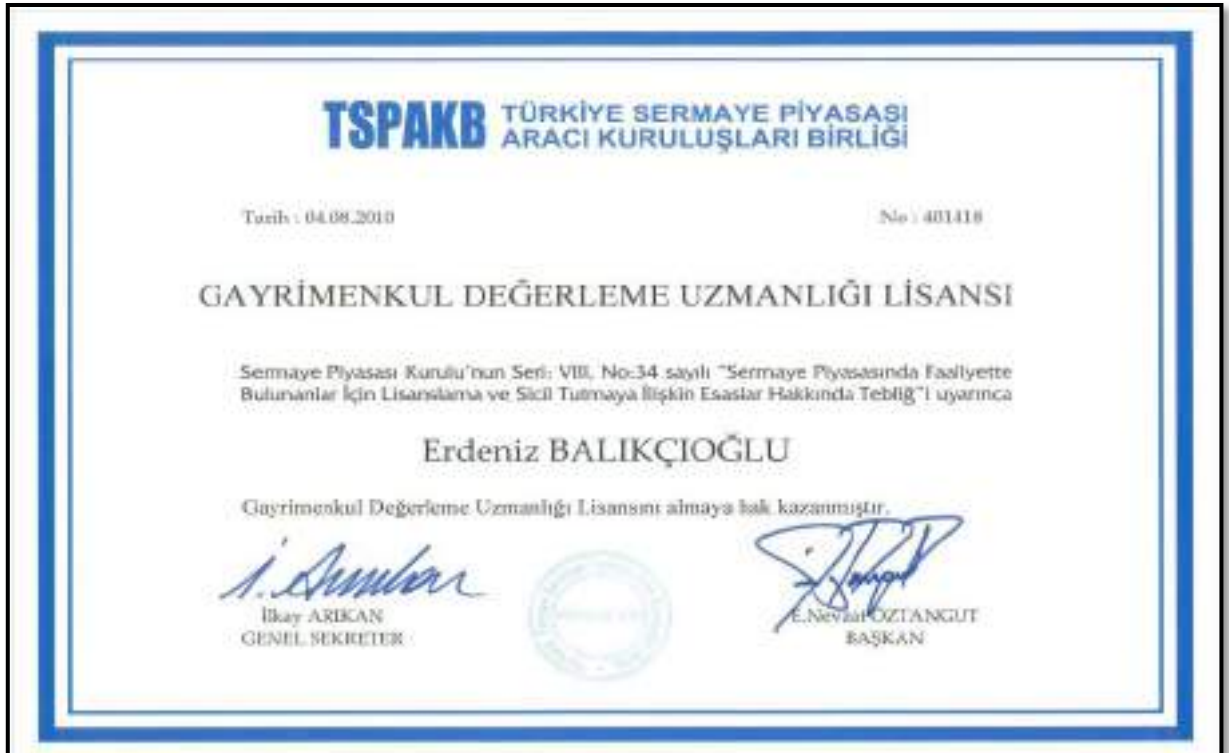 TSPAKB TÜRKİYE SERMAYE PİYASASI
ARACI KURULUŞLARI BİRLİĞİ
Tarih : 04.08.2010
No : 401418
GAYRİMENKUL DEĞERLEME UZMANLIĞI LİSANSI
Sermaye Piyasası Kurulu'nun Seri: VIII, No:34 sayılı "Sermaye Piyasasında Faaliyette
Bulunanlar İçin Lisanslama ve Sicil Tutmaya İlişkin Esaslar Hakkında Tebliğ"i uyarınca
Erdeniz BALIKÇIOĞLU
Gayrimenkul Değerleme Uzmanlığı Lisansını almaya hak kazanmıştır.
İlkay ARIKAN
GENEL SEKRETER
E.Nevzat ÖZTANGUT
BAŞKAN